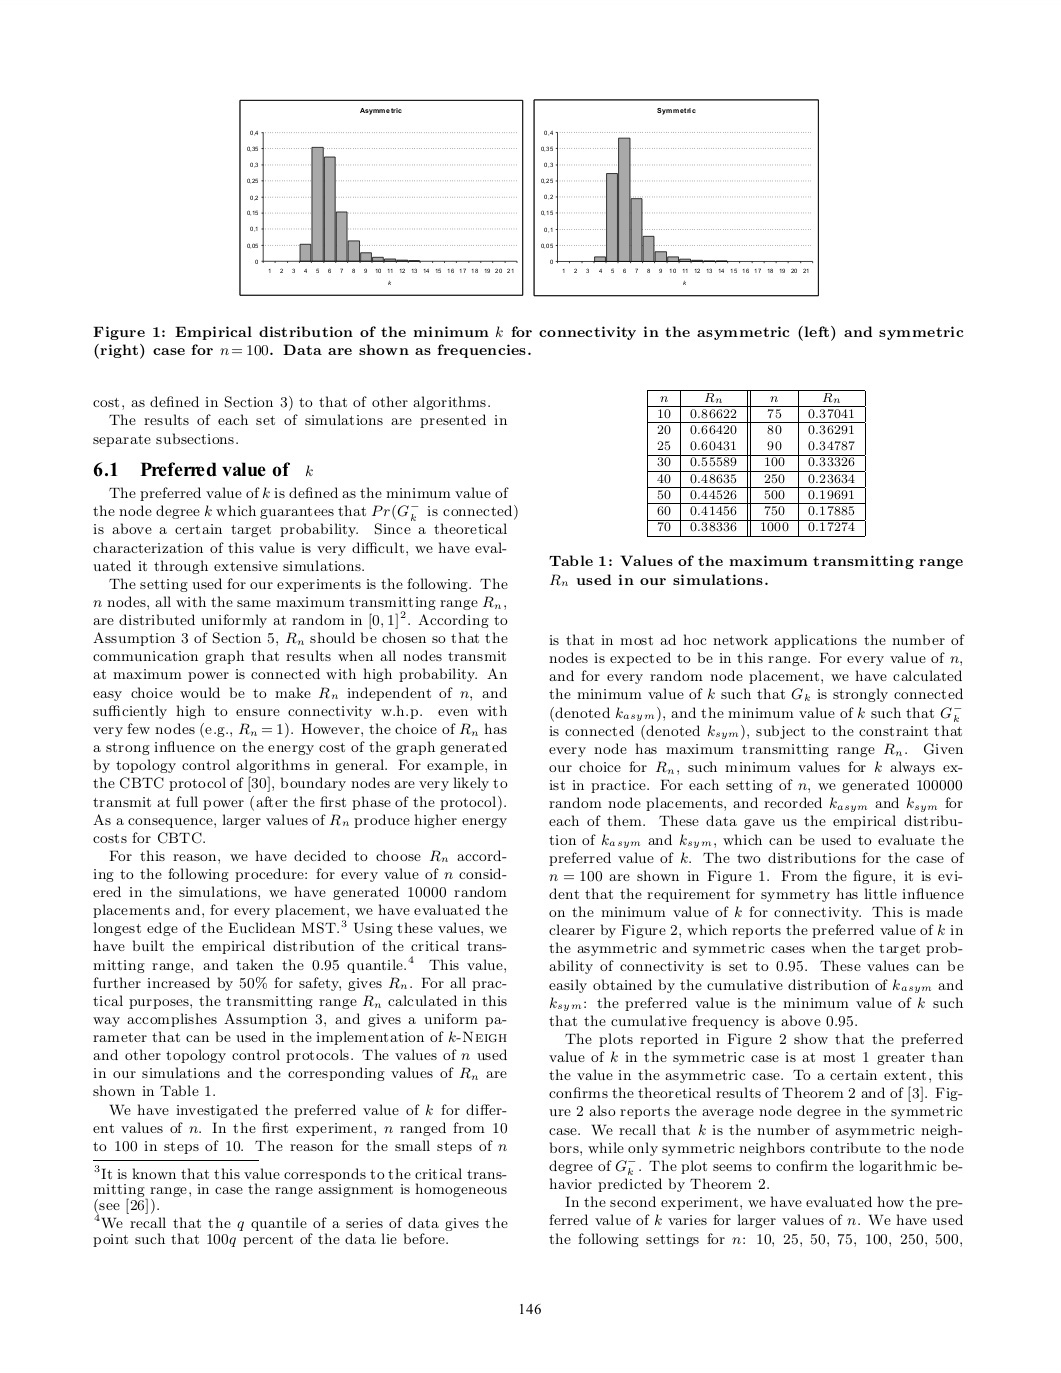 Asymmetric
0,4
0,35
0,3
0,25
0,2
0,15
0,1
0,05
0
1 2 3 4 5 6 7 8 9 10 11 12 13 14 15 16 17 18 19 20 21
k
Symmetric
0,4
0,35
0,3
0,25
0,2
0,15
0,1
0,05
0
1 2 3 4 5 6 7 8 9 10 11 12 13 14 15 16 17 18 19 20 21
k
Figure 1: Empirical distribution of the minimum k for connectivity in the asymmetric (left) and symmetric
(right) case for n = 100. Data are shown as frequencies.
cost, as defined in Section 3) to that of other algorithms.
The results of each set of simulations are presented in
separate subsections.
6.1 Preferred value of k
The preferred value of k is defined as the minimum value of
the node degree k which guarantees that Pr(G_k^- is connected)
is above a certain target probability. Since a theoretical
characterization of this value is very difficult, we have eval-
uated it through extensive simulations.
The setting used for our experiments is the following. The
n nodes, all with the same maximum transmitting range R_n,
are distributed uniformly at random in [0, 1]². According to
Assumption 3 of Section 5, R_n should be chosen so that the
communication graph that results when all nodes transmit
at maximum power is connected with high probability. An
easy choice would be to make R_n independent of n, and
sufficiently high to ensure connectivity w.h.p. even with
very few nodes (e.g., R_n = 1). However, the choice of R_n has
a strong influence on the energy cost of the graph generated
by topology control algorithms in general. For example, in
the CBTC protocol of [30], boundary nodes are very likely to
transmit at full power (after the first phase of the protocol).
As a consequence, larger values of R_n produce higher energy
costs for CBTC.
For this reason, we have decided to choose R_n accord-
ing to the following procedure: for every value of n consid-
ered in the simulations, we have generated 10000 random
placements and, for every placement, we have evaluated the
longest edge of the Euclidean MST.³ Using these values, we
have built the empirical distribution of the critical trans-
mitting range, and taken the 0.95 quantile.⁴ This value,
further increased by 50% for safety, gives R_n. For all prac-
tical purposes, the transmitting range R_n calculated in this
way accomplishes Assumption 3, and gives a uniform pa-
rameter that can be used in the implementation of k-NEIGH
and other topology control protocols. The values of n used
in our simulations and the corresponding values of R_n are
shown in Table 1.
We have investigated the preferred value of k for differ-
ent values of n. In the first experiment, n ranged from 10
to 100 in steps of 10. The reason for the small steps of n
³It is known that this value corresponds to the critical trans-
mitting range, in case the range assignment is homogeneous
(see [26]).
⁴We recall that the q quantile of a series of data gives the
point such that 100q percent of the data lie before.
n R_n n R_n
10 0.86622 75 0.37041
20 0.66420 80 0.36291
25 0.60431 90 0.34787
30 0.55589 100 0.33326
40 0.48635 250 0.23634
50 0.44526 500 0.19691
60 0.41456 750 0.17885
70 0.38336 1000 0.17274
Table 1: Values of the maximum transmitting range
R_n used in our simulations.
is that in most ad hoc network applications the number of
nodes is expected to be in this range. For every value of n,
and for every random node placement, we have calculated
the minimum value of k such that G_k is strongly connected
(denoted k_asym), and the minimum value of k such that G_k^-
is connected (denoted k_sym), subject to the constraint that
every node has maximum transmitting range R_n. Given
our choice for R_n, such minimum values for k always ex-
ist in practice. For each setting of n, we generated 100000
random node placements, and recorded k_asym and k_sym for
each of them. These data gave us the empirical distribu-
tion of k_asym and k_sym, which can be used to evaluate the
preferred value of k. The two distributions for the case of
n = 100 are shown in Figure 1. From the figure, it is evi-
dent that the requirement for symmetry has little influence
on the minimum value of k for connectivity. This is made
clearer by Figure 2, which reports the preferred value of k in
the asymmetric and symmetric cases when the target prob-
ability of connectivity is set to 0.95. These values can be
easily obtained by the cumulative distribution of k_asym and
k_sym: the preferred value is the minimum value of k such
that the cumulative frequency is above 0.95.
The plots reported in Figure 2 show that the preferred
value of k in the symmetric case is at most 1 greater than
the value in the asymmetric case. To a certain extent, this
confirms the theoretical results of Theorem 2 and of [3]. Fig-
ure 2 also reports the average node degree in the symmetric
case. We recall that k is the number of asymmetric neigh-
bors, while only symmetric neighbors contribute to the node
degree of G_k^-. The plot seems to confirm the logarithmic be-
havior predicted by Theorem 2.
In the second experiment, we have evaluated how the pre-
ferred value of k varies for larger values of n. We have used
the following settings for n: 10, 25, 50, 75, 100, 250, 500,
146